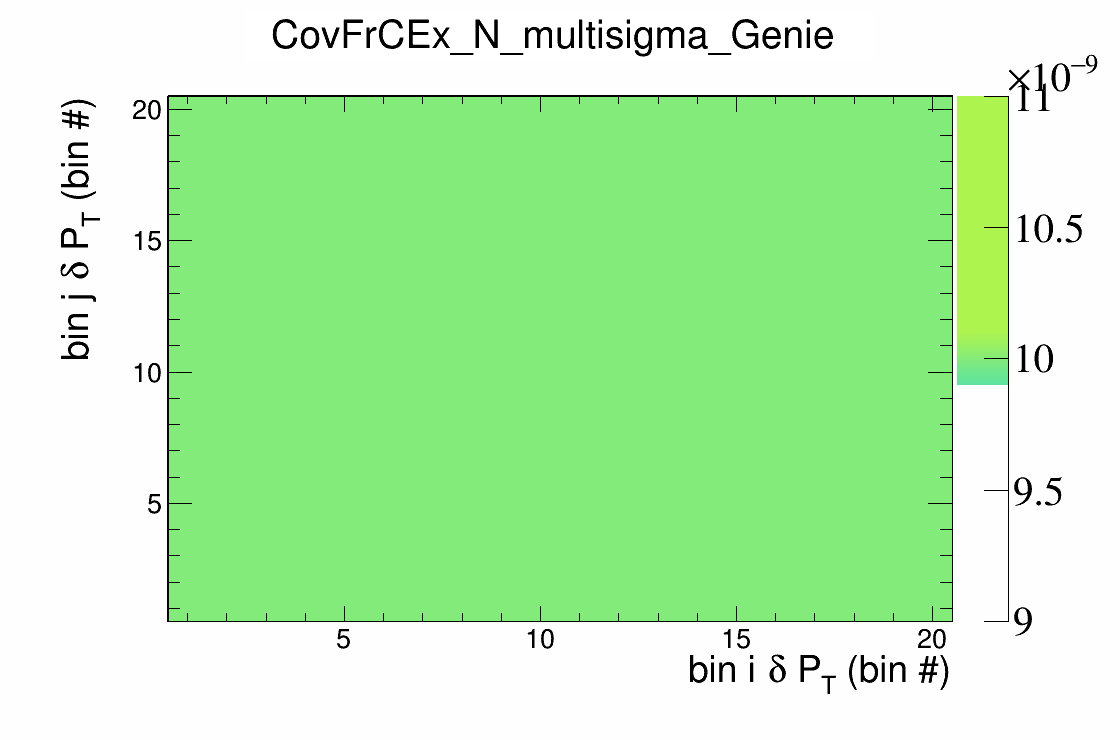 CovFrCEx_N_multisigma_Genie
×10⁻⁹
11
10.5
10
9.5
9
20
15
10
5
bin j δ P_T (bin #)
5 10 15 20
bin i δ P_T (bin #)